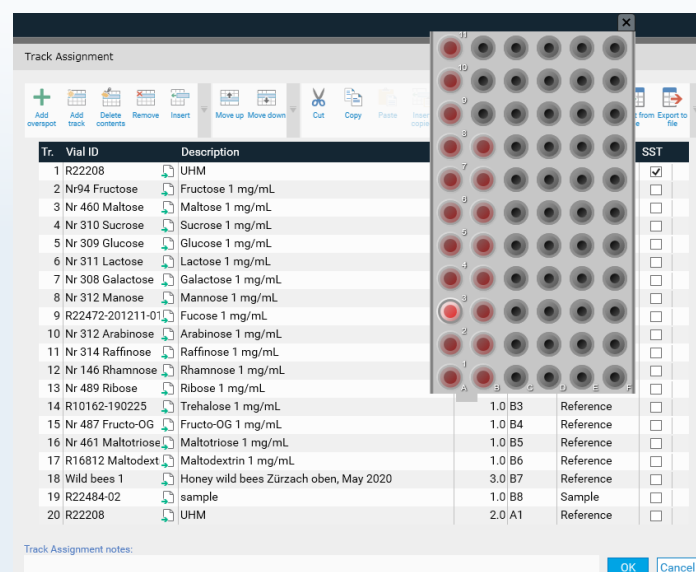 Track Assignment
Add overspot
Add track
Delete contents
Remove
Insert
Move up
Move down
Cut
Copy
Paste
Export to file
Tr. Vial ID Description SST
1 R22208 UHM
2 Nr94 Fructose Fructose 1 mg/mL
3 Nr 460 Maltose Maltose 1 mg/mL
4 Nr 310 Sucrose Sucrose 1 mg/mL
5 Nr 309 Glucose Glucose 1 mg/mL
6 Nr 311 Lactose Lactose 1 mg/mL
7 Nr 308 Galactose Galactose 1 mg/mL
8 Nr 312 Manose Mannose 1 mg/mL
9 R22472-201211-01 Fucose 1 mg/mL
10 Nr 312 Arabinose Arabinose 1 mg/mL
11 Nr 314 Raffinose Raffinose 1 mg/mL
12 Nr 146 Rhamnose Rhamnose 1 mg/mL
13 Nr 489 Ribose Ribose 1 mg/mL
14 R10162-190225 Trehalose 1 mg/mL 1.0 B3 Reference
15 Nr 487 Fructo-OG Fructo-OG 1 mg/mL 1.0 B4 Reference
16 Nr 461 Maltotriose Maltotriose 1 mg/mL 1.0 B5 Reference
17 R16812 Maltodext Maltodextrin 1 mg/mL 1.0 B6 Reference
18 Wild bees 1 Honey wild bees Zürzach oben, May 2020 3.0 B7 Reference
19 R22484-02 sample 1.0 B8 Sample
20 R22208 UHM 2.0 A1 Reference
11
10
9
8
7
6
5
4
3
2
1
A B C D E F
Track Assignment notes:
OK Cancel